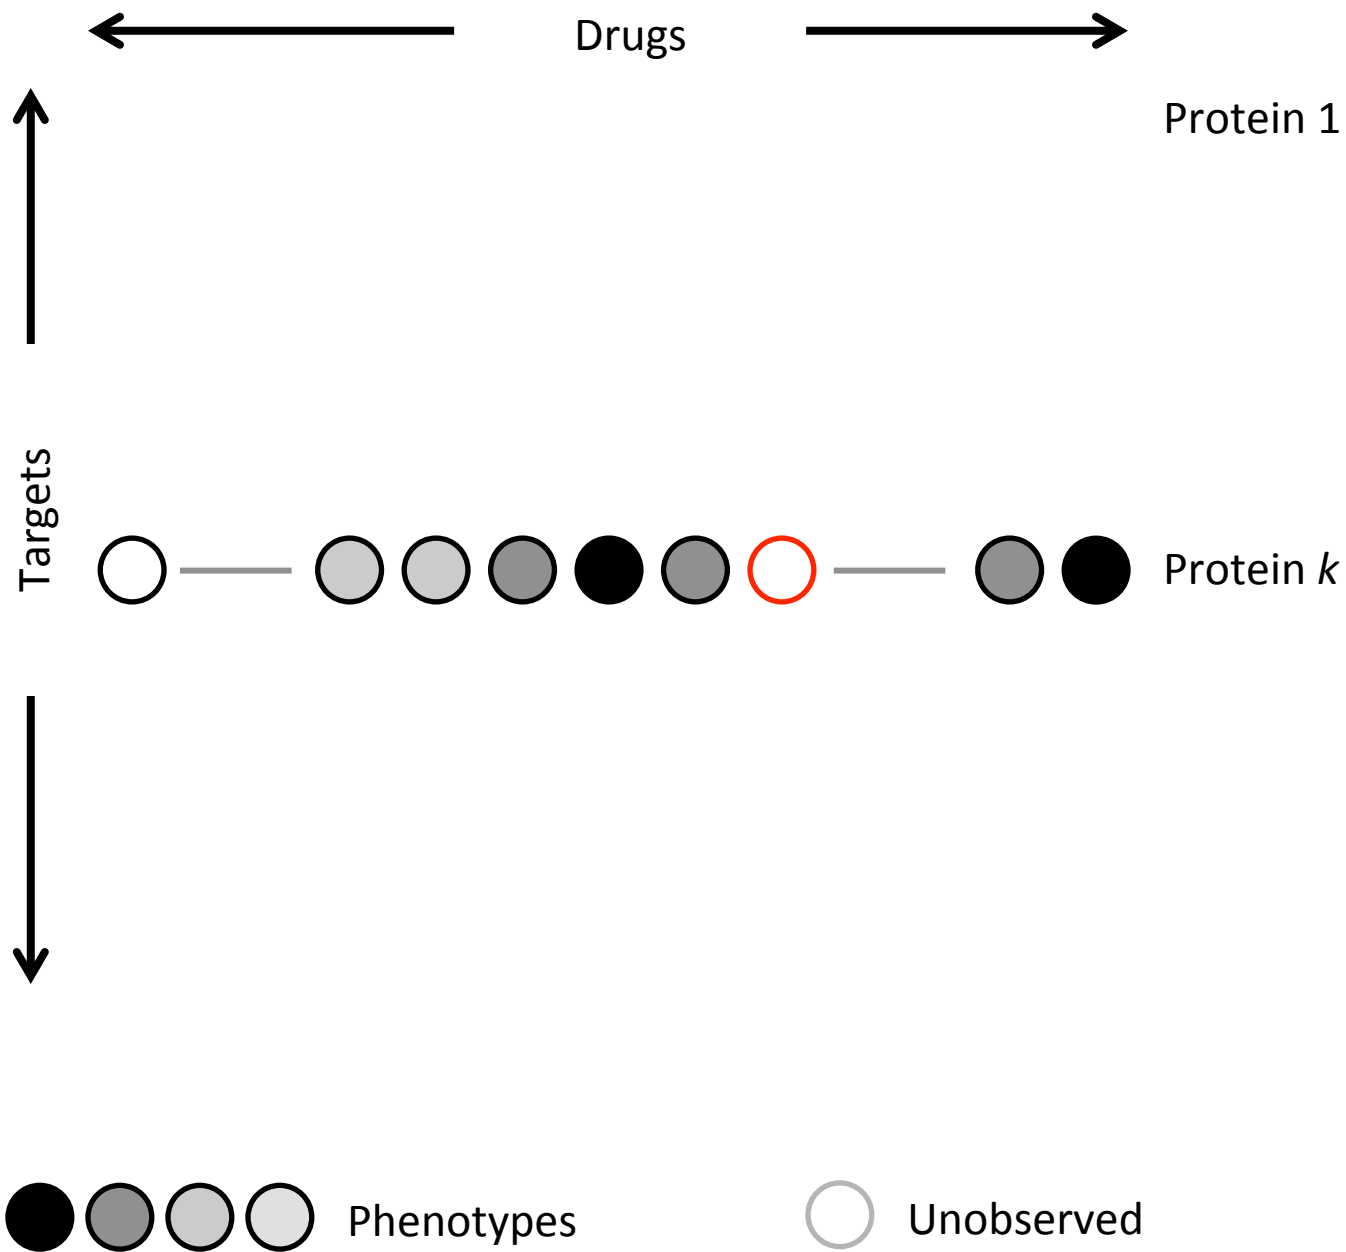 Drugs
Protein 1
Targets
Protein k
Phenotypes
Unobserved